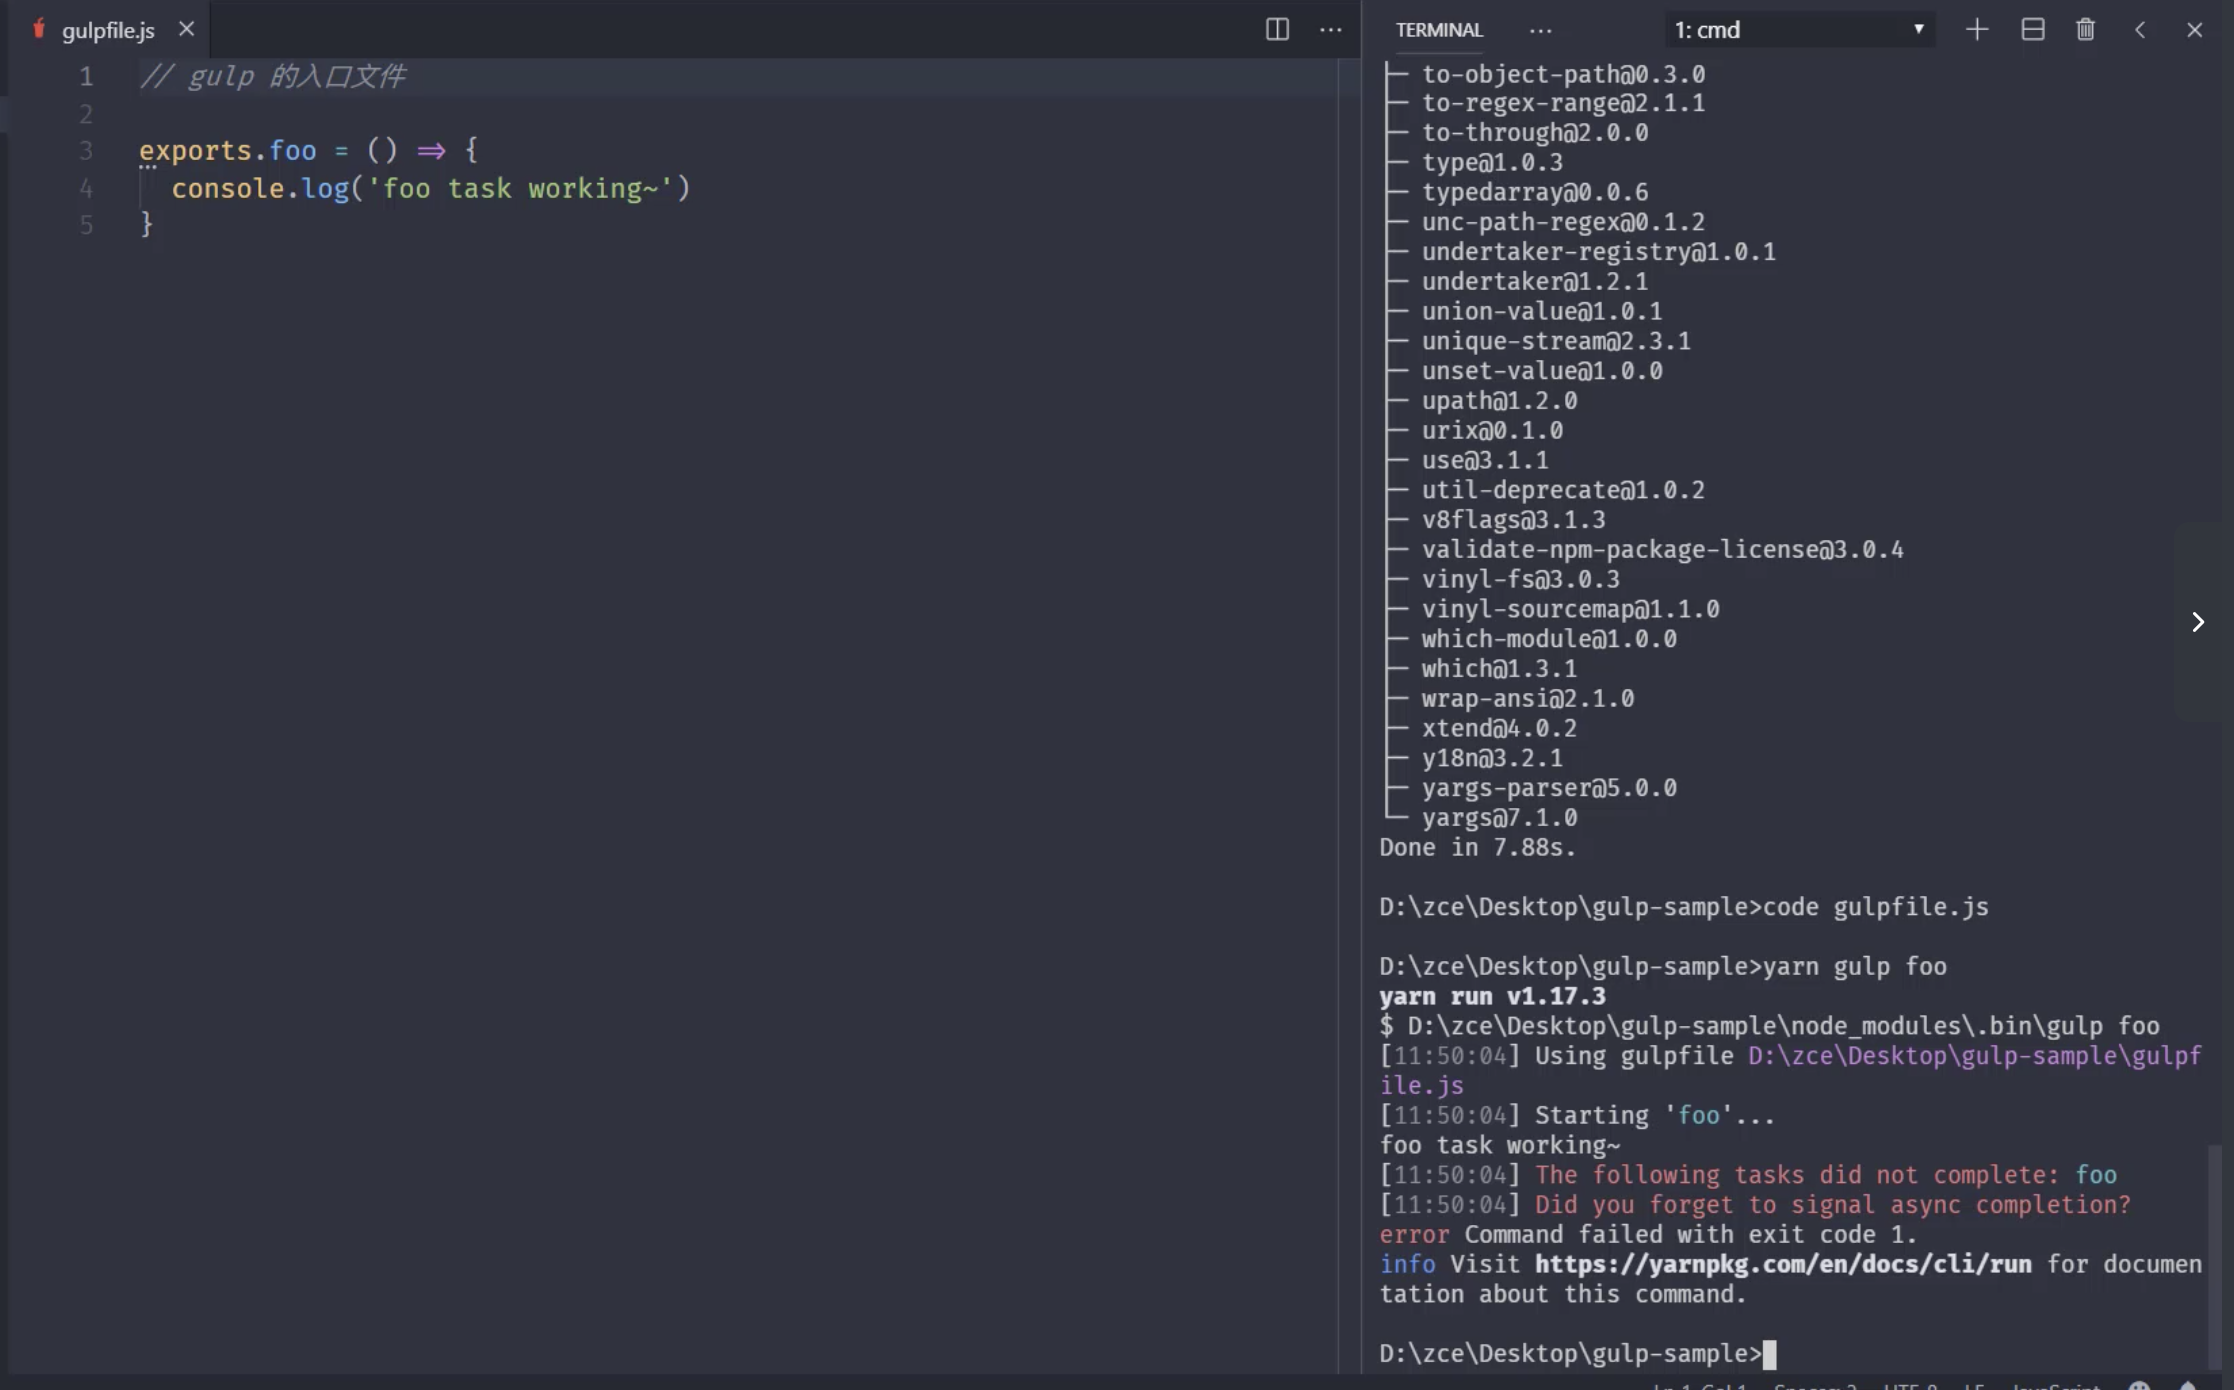 gulpfile.js
1 // gulp 的入口文件
2
3 exports.foo = () => {
4 console.log('foo task working~')
5 }
TERMINAL ··· 1: cmd
├─ to-object-path@0.3.0
├─ to-regex-range@2.1.1
├─ to-through@2.0.0
├─ type@1.0.3
├─ typedarray@0.0.6
├─ unc-path-regex@0.1.2
├─ undertaker-registry@1.0.1
├─ undertaker@1.2.1
├─ union-value@1.0.1
├─ unique-stream@2.3.1
├─ unset-value@1.0.0
├─ upath@1.2.0
├─ urix@0.1.0
├─ use@3.1.1
├─ util-deprecate@1.0.2
├─ v8flags@3.1.3
├─ validate-npm-package-license@3.0.4
├─ vinyl-fs@3.0.3
├─ vinyl-sourcemap@1.1.0
├─ which-module@1.0.0
├─ which@1.3.1
├─ wrap-ansi@2.1.0
├─ xtend@4.0.2
├─ y18n@3.2.1
├─ yargs-parser@5.0.0
└─ yargs@7.1.0
Done in 7.88s.
D:\zce\Desktop\gulp-sample>code gulpfile.js
D:\zce\Desktop\gulp-sample>yarn gulp foo
yarn run v1.17.3
$ D:\zce\Desktop\gulp-sample\node_modules\.bin\gulp foo
[11:50:04] Using gulpfile D:\zce\Desktop\gulp-sample\gulpf
ile.js
[11:50:04] Starting 'foo'...
foo task working~
[11:50:04] The following tasks did not complete: foo
[11:50:04] Did you forget to signal async completion?
error Command failed with exit code 1.
info Visit https://yarnpkg.com/en/docs/cli/run for documen
tation about this command.
D:\zce\Desktop\gulp-sample>